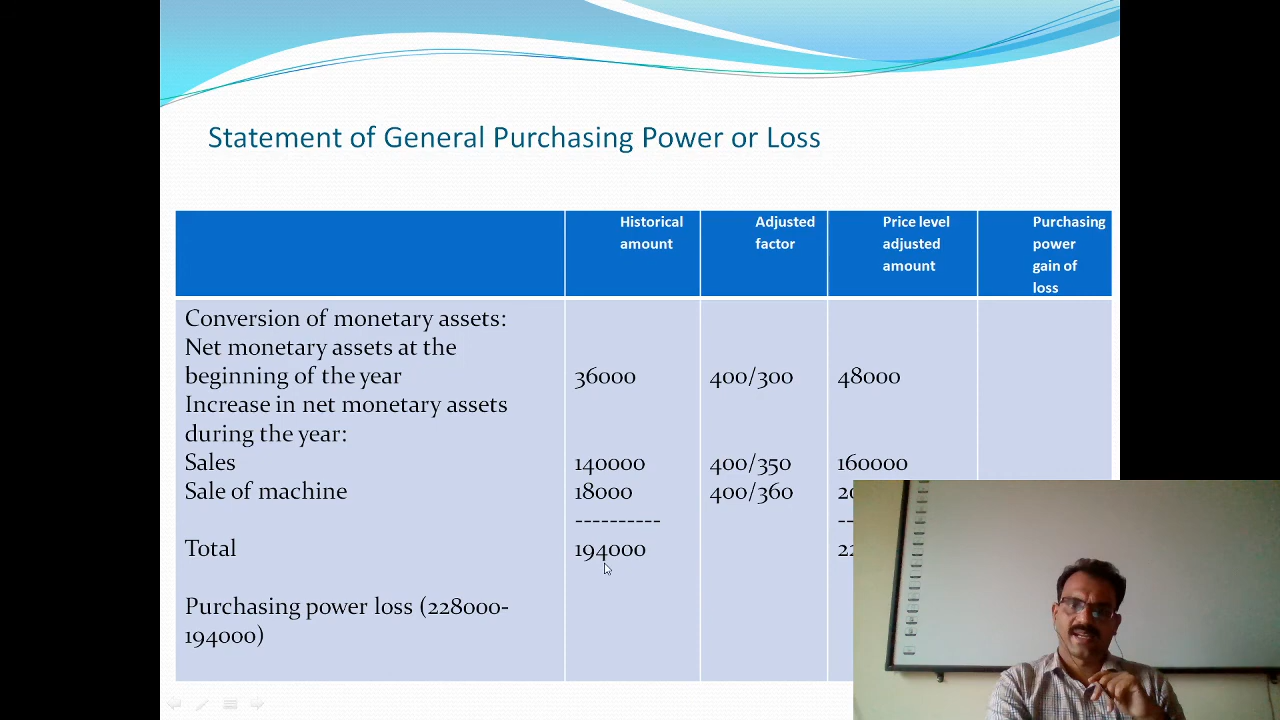 Statement of General Purchasing Power or Loss
Historical amount
Adjusted factor
Price level adjusted amount
Purchasing power gain of loss
Conversion of monetary assets:
Net monetary assets at the
beginning of the year 36000 400/300 48000
Increase in net monetary assets
during the year:
Sales 140000 400/350 160000
Sale of machine 18000 400/360
----------
Total 194000
Purchasing power loss (228000-
194000)